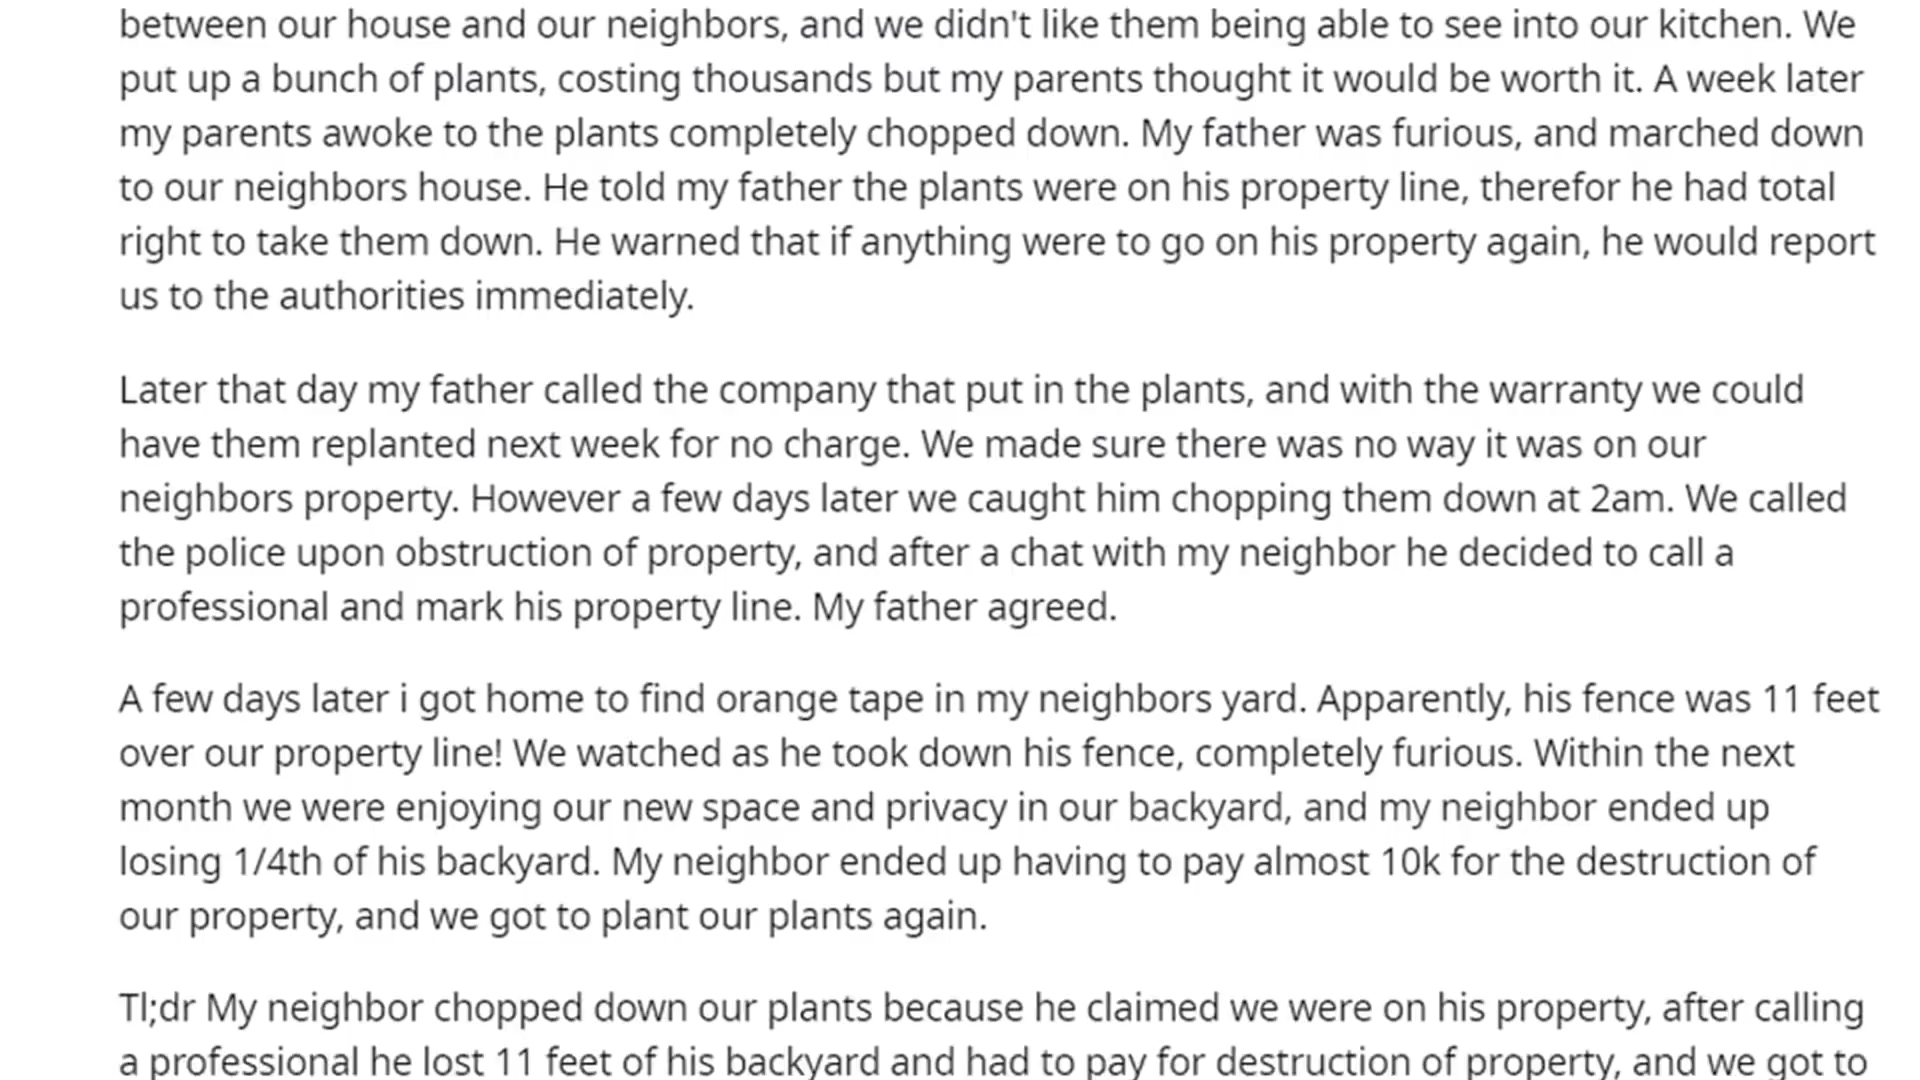 between our house and our neighbors, and we didn't like them being able to see into our kitchen. We
put up a bunch of plants, costing thousands but my parents thought it would be worth it. A week later
my parents awoke to the plants completely chopped down. My father was furious, and marched down
to our neighbors house. He told my father the plants were on his property line, therefor he had total
right to take them down. He warned that if anything were to go on his property again, he would report
us to the authorities immediately.
Later that day my father called the company that put in the plants, and with the warranty we could
have them replanted next week for no charge. We made sure there was no way it was on our
neighbors property. However a few days later we caught him chopping them down at 2am. We called
the police upon obstruction of property, and after a chat with my neighbor he decided to call a
professional and mark his property line. My father agreed.
A few days later i got home to find orange tape in my neighbors yard. Apparently, his fence was 11 feet
over our property line! We watched as he took down his fence, completely furious. Within the next
month we were enjoying our new space and privacy in our backyard, and my neighbor ended up
losing 1/4th of his backyard. My neighbor ended up having to pay almost 10k for the destruction of
our property, and we got to plant our plants again.
Tl;dr My neighbor chopped down our plants because he claimed we were on his property, after calling
a professional he lost 11 feet of his backyard and had to pay for destruction of property, and we got to